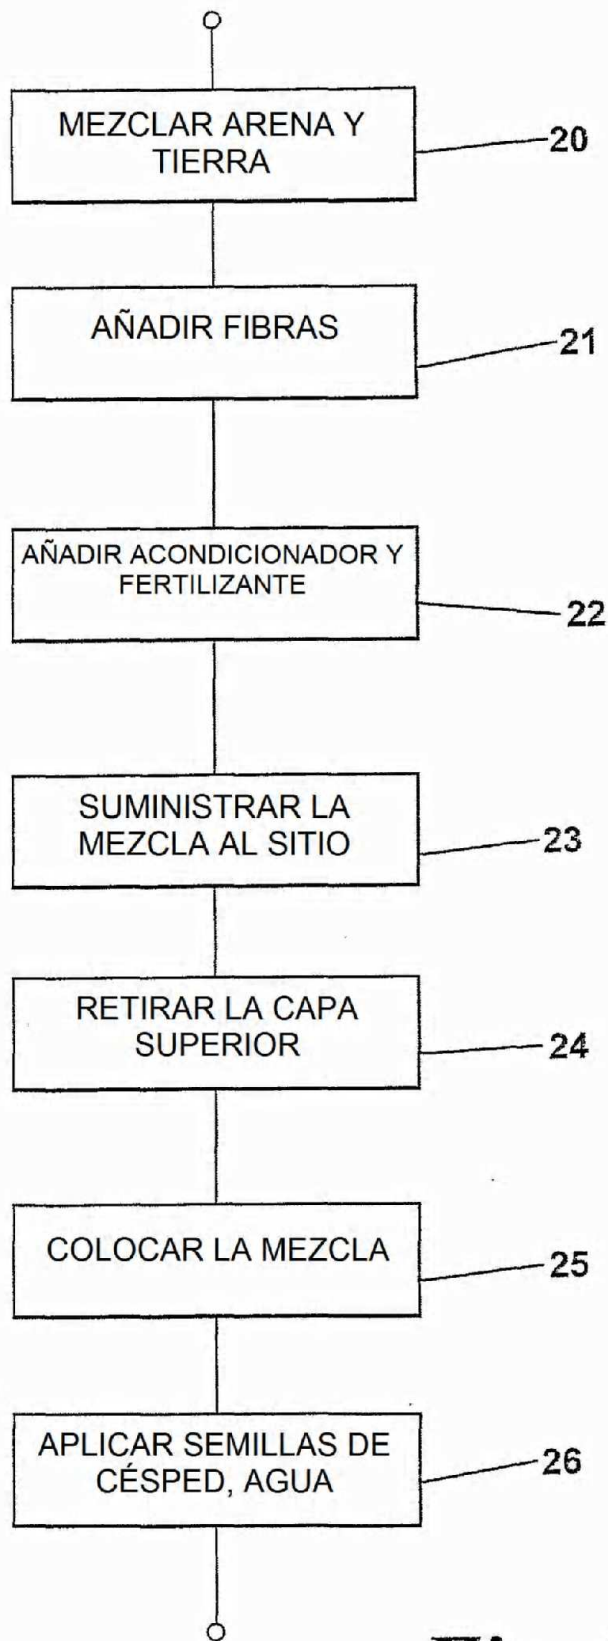 MEZCLAR ARENA Y
TIERRA
20
AÑADIR FIBRAS
21
AÑADIR ACONDICIONADOR Y
FERTILIZANTE
22
SUMINISTRAR LA
MEZCLA AL SITIO
23
RETIRAR LA CAPA
SUPERIOR
24
COLOCAR LA MEZCLA
25
APLICAR SEMILLAS DE
CÉSPED, AGUA
26